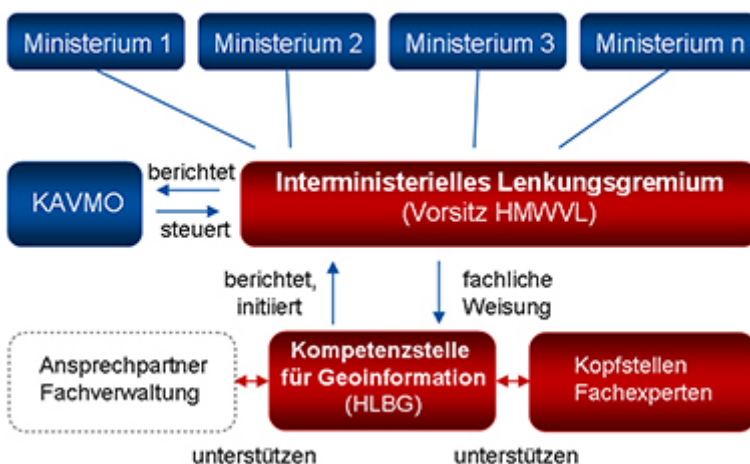 Ministerium 1
Ministerium 2
Ministerium 3
Ministerium n
KAVMO
berichtet
steuert
Interministerielles Lenkungsgremium
(Vorsitz HMWVL)
berichtet,
initiiert
fachliche
Weisung
Ansprechpartner
Fachverwaltung
Kompetenzstelle
für Geoinformation
(HLBG)
Kopfstellen
Fachexperten
unterstützen
unterstützen